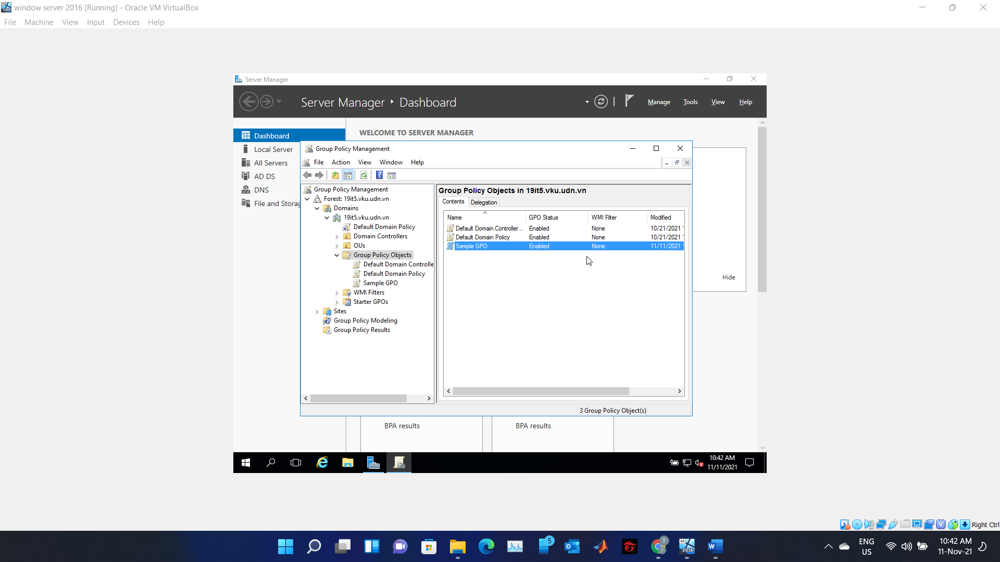 window server 2016 [Running] - Oracle VM VirtualBox
File Machine View Input Devices Help
Server Manager
Server Manager Dashboard
Manage Tools View Help
Dashboard
Local Server
All Servers
AD DS
DNS
File and Storag
WELCOME TO SERVER MANAGER
Group Policy Management
File Action View Window Help
Group Policy Management
Forest: 19it5.vku.udn.vn
Domains
19it5.vku.udn.vn
Default Domain Policy
Domain Controllers
OUs
Group Policy Objects
Default Domain Controlle
Default Domain Policy
Sample GPO
WMI Filters
Starter GPOs
Sites
Group Policy Modeling
Group Policy Results
Group Policy Objects in 19it5.vku.udn.vn
Contents Delegation
Name GPO Status WMI Filter Modified
Default Domain Controller... Enabled None 10/21/2021 1
Default Domain Policy Enabled None 10/21/2021 1
Sample GPO Enabled None 11/11/2021 1
3 Group Policy Object(s)
Hide
BPA results BPA results
10:42 AM
11/11/2021
Right Ctrl
5
64
2016
ENG
US
10:42 AM
11-Nov-21